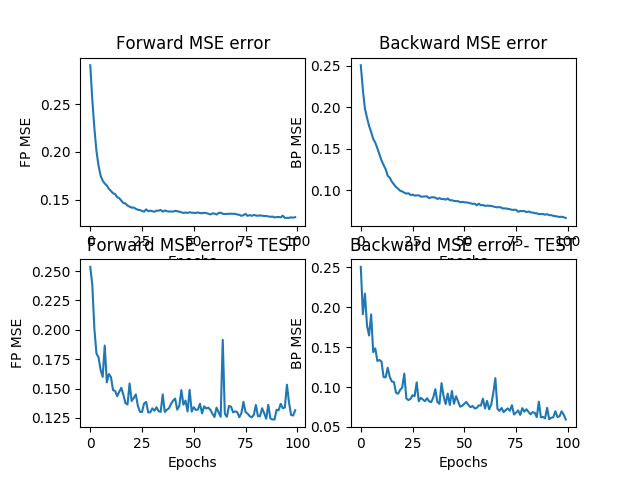 Forward MSE error
Backward MSE error
FP MSE
0.25
0.20
0.15
0 25 50 75 100
Epochs
BP MSE
0.25
0.20
0.15
0.10
0 25 50 75 100
Epochs
Forward MSE error - TEST
Backward MSE error - TEST
FP MSE
0.250
0.225
0.200
0.175
0.150
0.125
0 25 50 75 100
Epochs
BP MSE
0.25
0.20
0.15
0.10
0.05
0 25 50 75 100
Epochs